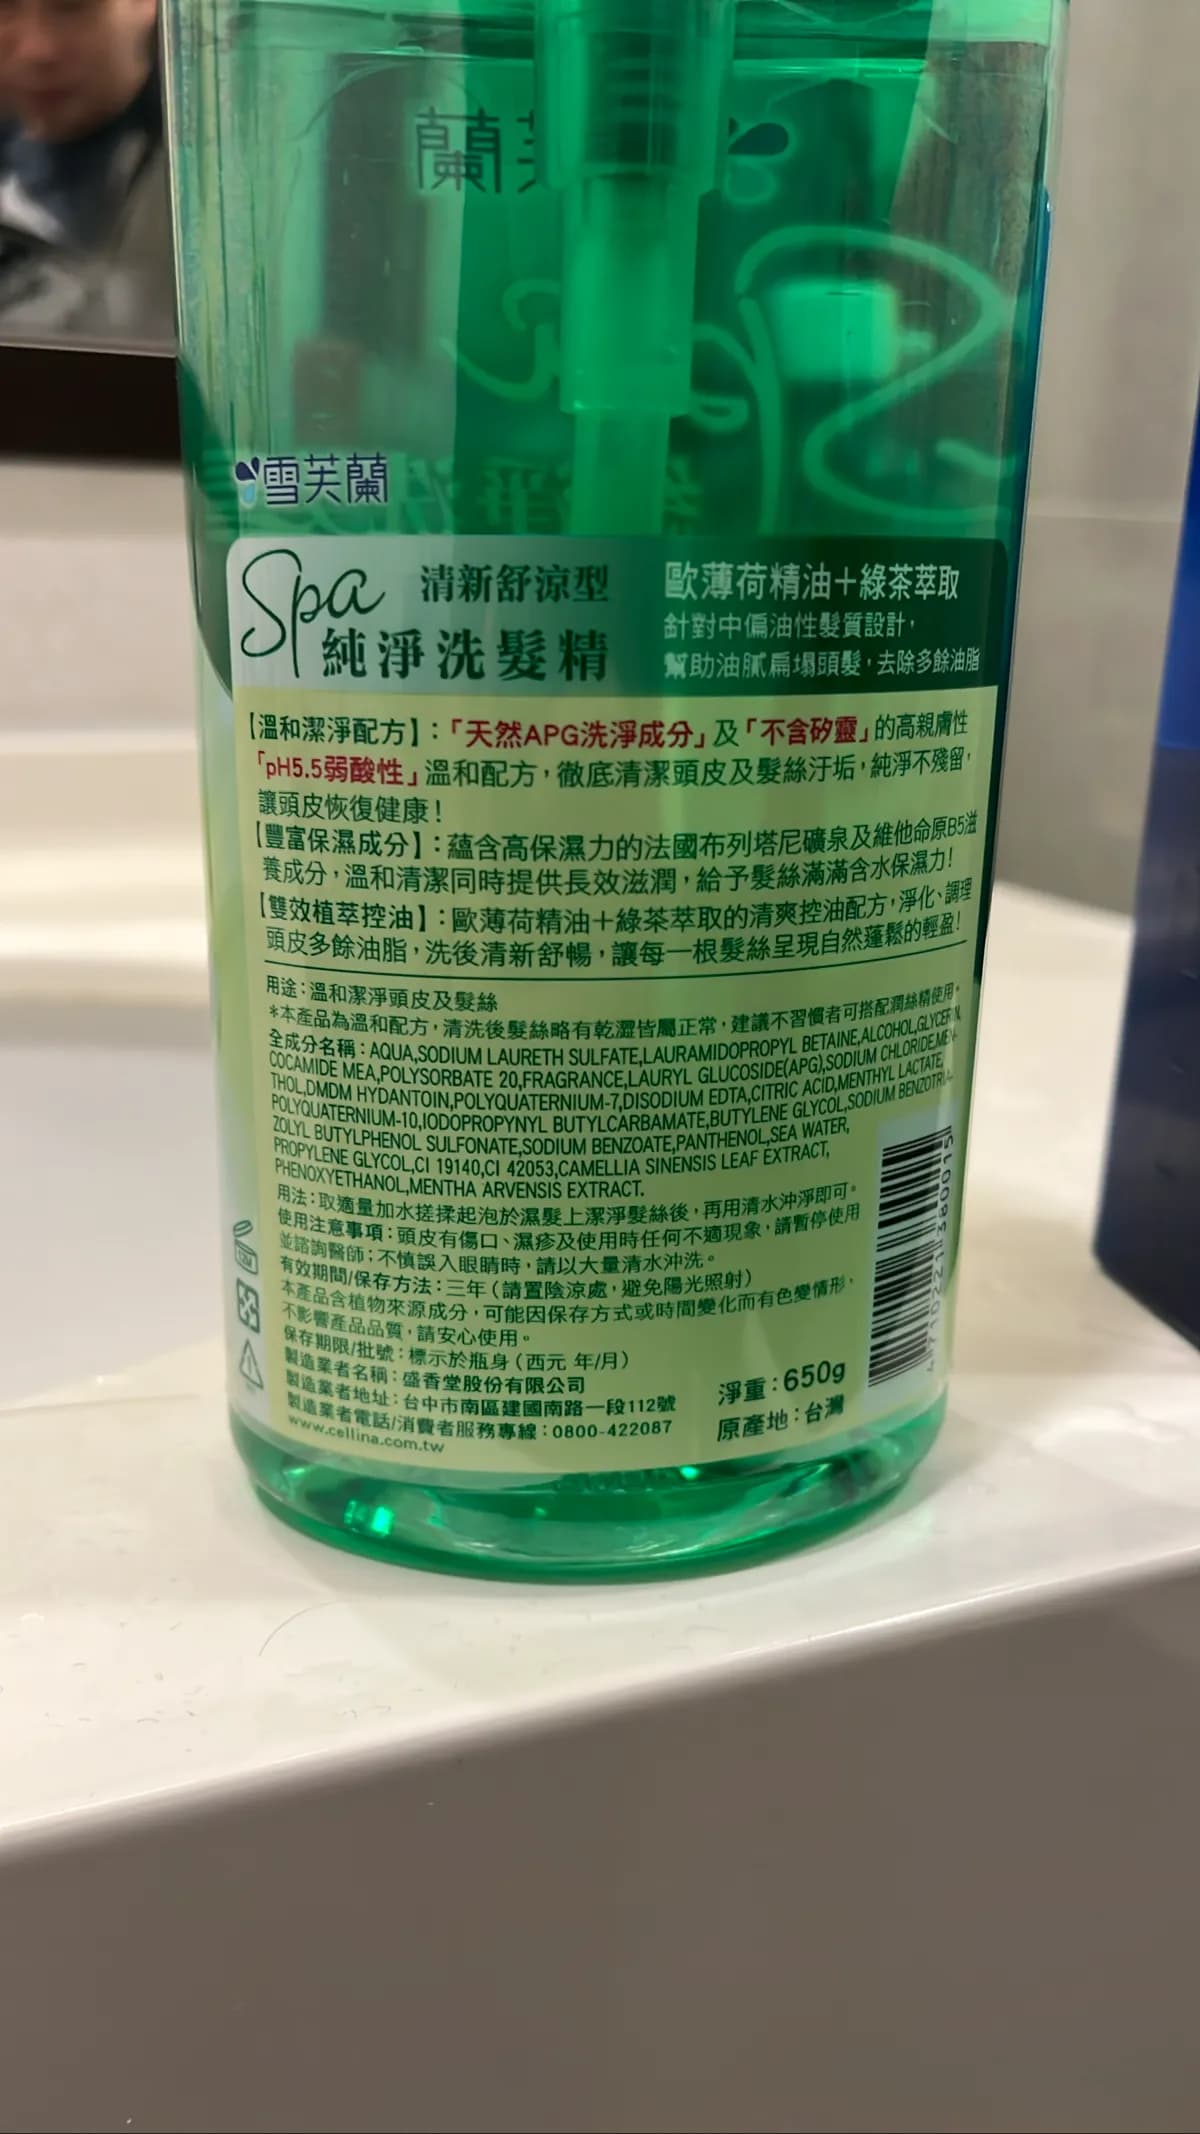 雪芙蘭
Spa 清新舒涼型
純淨洗髮精
歐薄荷精油＋綠茶萃取
針對中偏油性髮質設計，
幫助油膩扁塌頭髮，去除多餘油脂
【溫和潔淨配方】：「天然APG洗淨成分」及「不含矽靈」的高親膚性
「pH5.5弱酸性」溫和配方，徹底清潔頭皮及髮絲汙垢，純淨不殘留，
讓頭皮恢復健康！
【豐富保濕成分】：蘊含高保濕力的法國布列塔尼礦泉及維他命原B5滋
養成分，溫和清潔同時提供長效滋潤，給予髮絲滿滿含水保濕力！
【雙效植萃控油】：歐薄荷精油＋綠茶萃取的清爽控油配方，淨化、調理
頭皮多餘油脂，洗後清新舒暢，讓每一根髮絲呈現自然蓬鬆的輕盈！
用途：溫和潔淨頭皮及髮絲
*本產品為溫和配方，清洗後髮絲略有乾澀皆屬正常，建議不習慣者可搭配潤絲精使用。
全成分名稱：AQUA,SODIUM LAURETH SULFATE,LAURAMIDOPROPYL BETAINE,ALCOHOL,GLYCERIN,
COCAMIDE MEA,POLYSORBATE 20,FRAGRANCE,LAURYL GLUCOSIDE(APG),SODIUM CHLORIDE,MEN-
THOL,DMDM HYDANTOIN,POLYQUATERNIUM-7,DISODIUM EDTA,CITRIC ACID,MENTHYL LACTATE,
POLYQUATERNIUM-10,IODOPROPYNYL BUTYLCARBAMATE,BUTYLENE GLYCOL,SODIUM BENZOTRIA-
ZOLYL BUTYLPHENOL SULFONATE,SODIUM BENZOATE,PANTHENOL,SEA WATER,
PROPYLENE GLYCOL,CI 19140,CI 42053,CAMELLIA SINENSIS LEAF EXTRACT,
PHENOXYETHANOL,MENTHA ARVENSIS EXTRACT.
用法：取適量加水搓揉起泡於濕髮上潔淨髮絲後，再用清水沖淨即可。
使用注意事項：頭皮有傷口、濕疹及使用時任何不適現象，請暫停使用
並諮詢醫師；不慎誤入眼睛時，請以大量清水沖洗。
有效期間/保存方法：三年（請置陰涼處，避免陽光照射）
本產品含植物來源成分，可能因保存方式或時間變化而有色變情形，
不影響產品品質，請安心使用。
保存期限/批號：標示於瓶身（西元 年/月）
製造業者名稱：盛香堂股份有限公司
製造業者地址：台中市南區建國南路一段112號
製造業者電話/消費者服務專線：0800-422087
www.cellina.com.tw
淨重：650g
原產地：台灣
12M